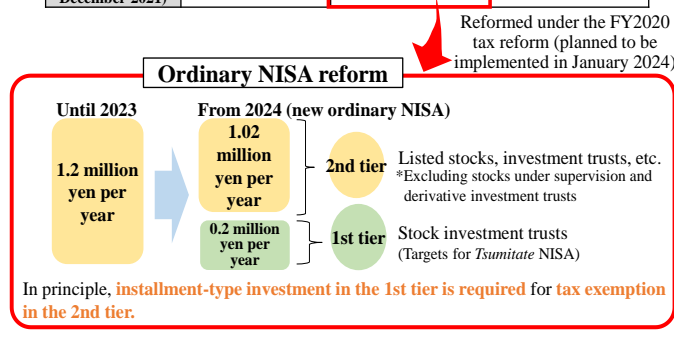 December 2021)
Reformed under the FY2020
tax reform (planned to be
implemented in January 2024)
Ordinary NISA reform
Until 2023
From 2024 (new ordinary NISA)
1.2 million
yen per
year
1.02
million
yen per
year
2nd tier
Listed stocks, investment trusts, etc.
*Excluding stocks under supervision and
derivative investment trusts
0.2 million
yen per
year
1st tier
Stock investment trusts
(Targets for Tsumitate NISA)
In principle, installment-type investment in the 1st tier is required for tax exemption
in the 2nd tier.